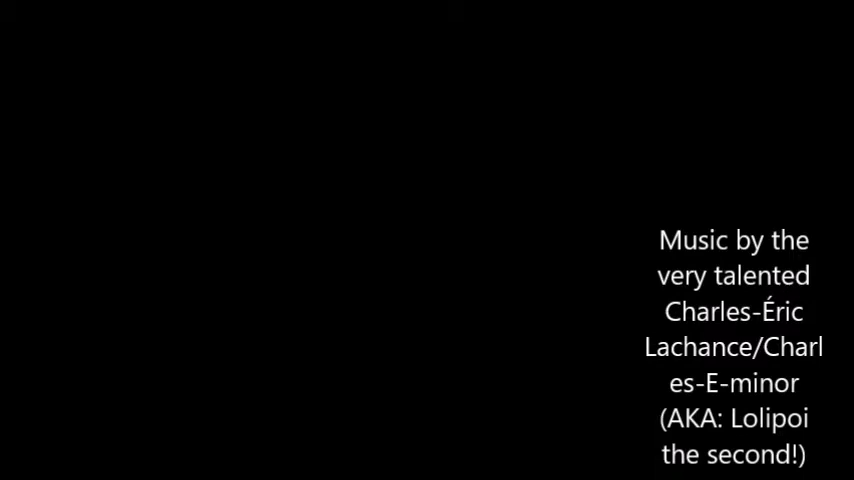 Music by the
very talented
Charles-Éric
Lachance/Charl
es-E-minor
(AKA: Lolipoi
the second!)